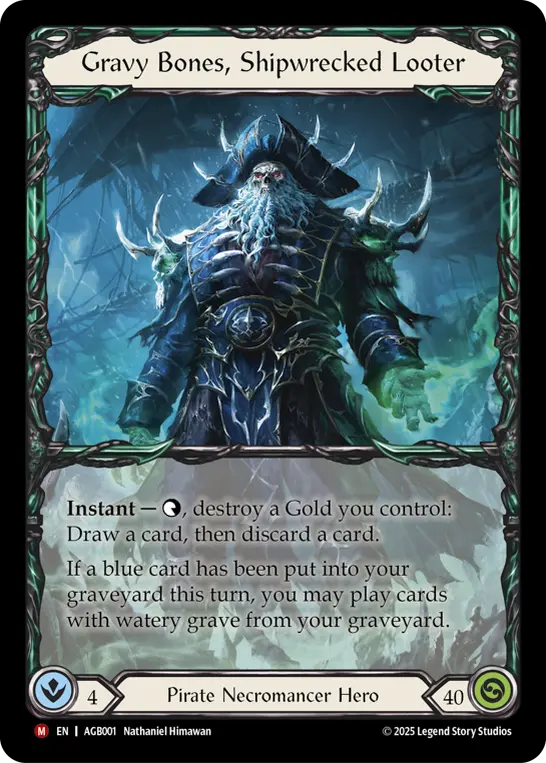 Gravy Bones, Shipwrecked Looter
Instant — , destroy a Gold you control:
Draw a card, then discard a card.
If a blue card has been put into your
graveyard this turn, you may play cards
with watery grave from your graveyard.
4 Pirate Necromancer Hero 40
M EN | AGB001 Nathaniel Himawan © 2025 Legend Story Studios